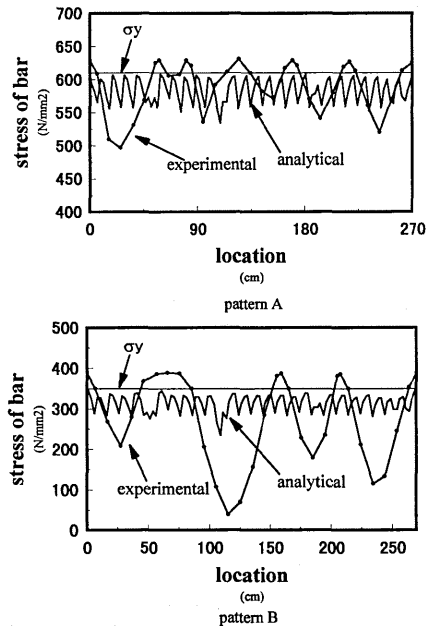 700
650
600
550
500
450
400
stress of bar
(N/mm2)
σy
experimental
analytical
0
90
180
270
location
(cm)
pattern A
500
400
300
200
100
0
stress of bar
(N/mm2)
σy
experimental
analytical
0
50
100
150
200
250
location
(cm)
pattern B